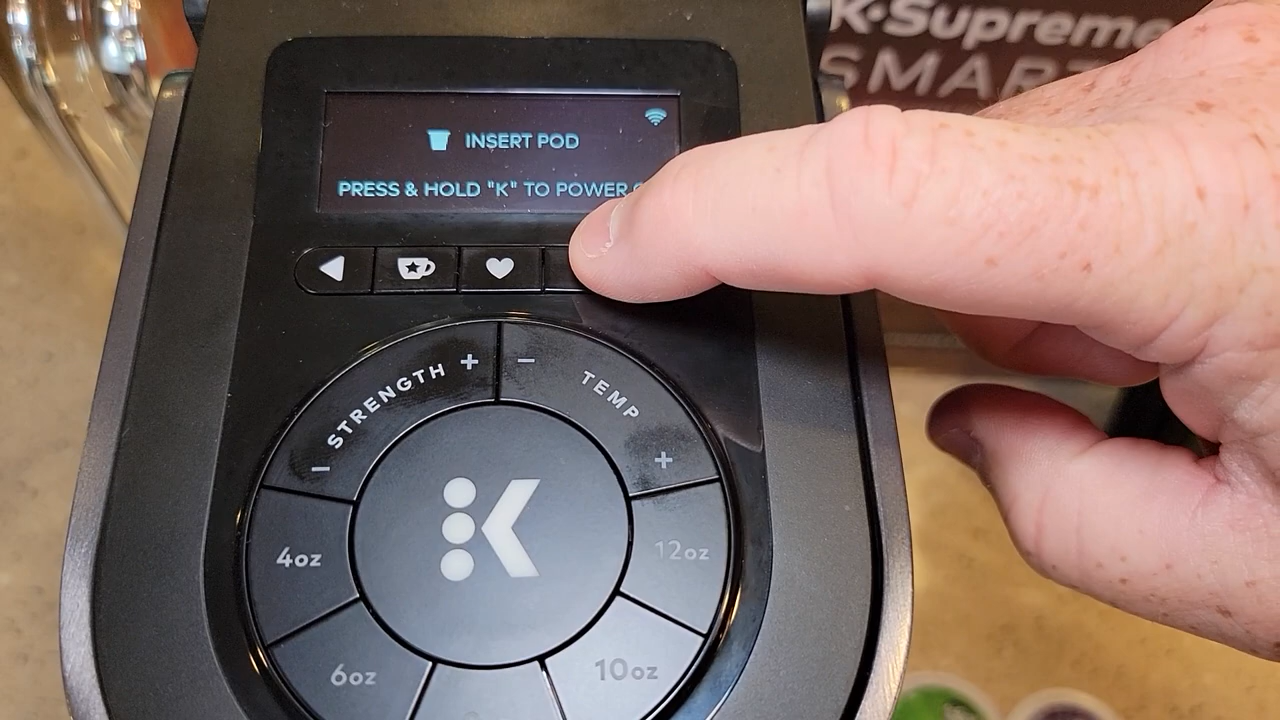 K·Supreme
SMART
INSERT POD
PRESS & HOLD "K" TO POWER
STRENGTH + −
− TEMP +
K
4oz
12oz
6oz
10oz